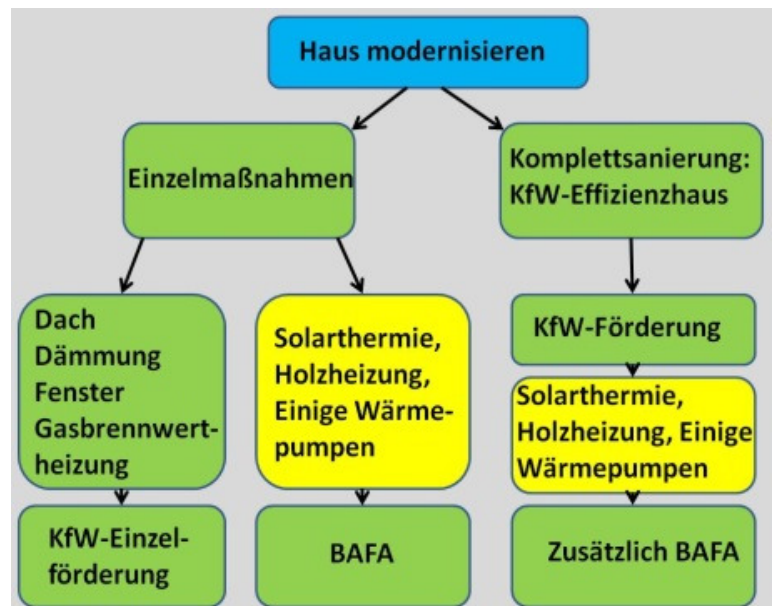 Haus modernisieren
Einzelmaßnahmen
Komplettsanierung:
KfW-Effizienzhaus
Dach
Dämmung
Fenster
Gasbrennwert-
heizung
Solarthermie,
Holzheizung,
Einige Wärme-
pumpen
KfW-Förderung
Solarthermie,
Holzheizung, Einige
Wärmepumpen
KfW-Einzel-
förderung
BAFA
Zusätzlich BAFA